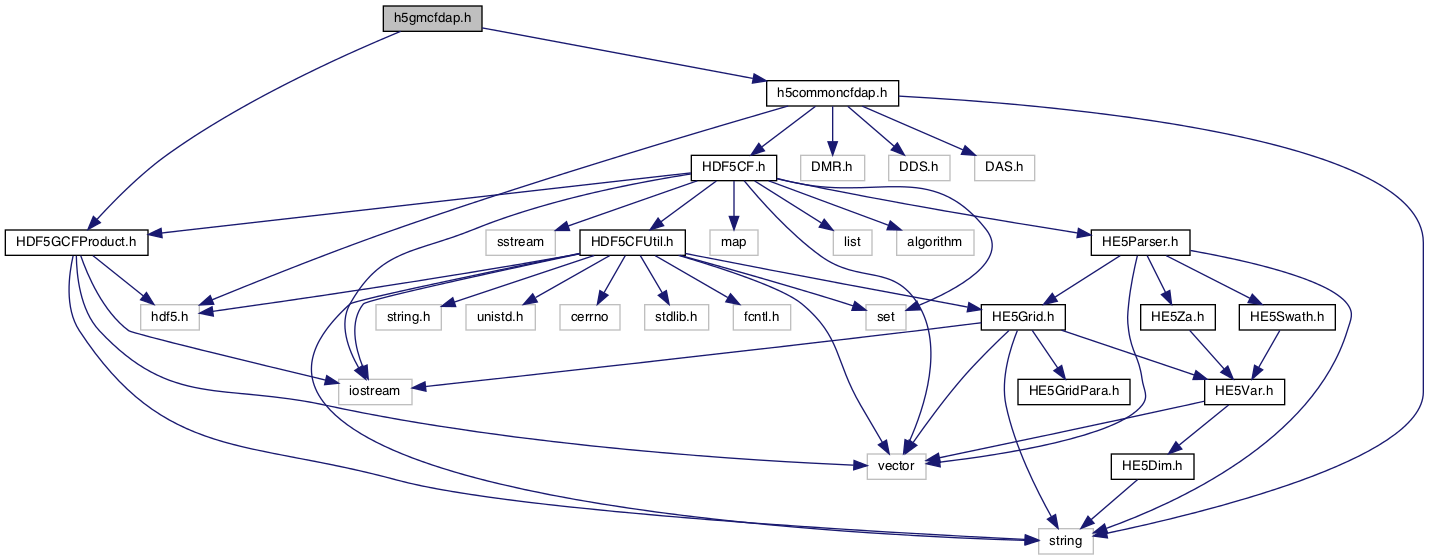 h5gmcfdap.h
h5commoncfdap.h
HDF5CF.h
DMR.h
DDS.h
DAS.h
HDF5GCFProduct.h
sstream
HDF5CFUtil.h
map
list
algorithm
HE5Parser.h
hdf5.h
string.h
unistd.h
cerrno
stdlib.h
fcntl.h
set
HE5Grid.h
HE5Za.h
HE5Swath.h
iostream
HE5GridPara.h
HE5Var.h
vector
HE5Dim.h
string